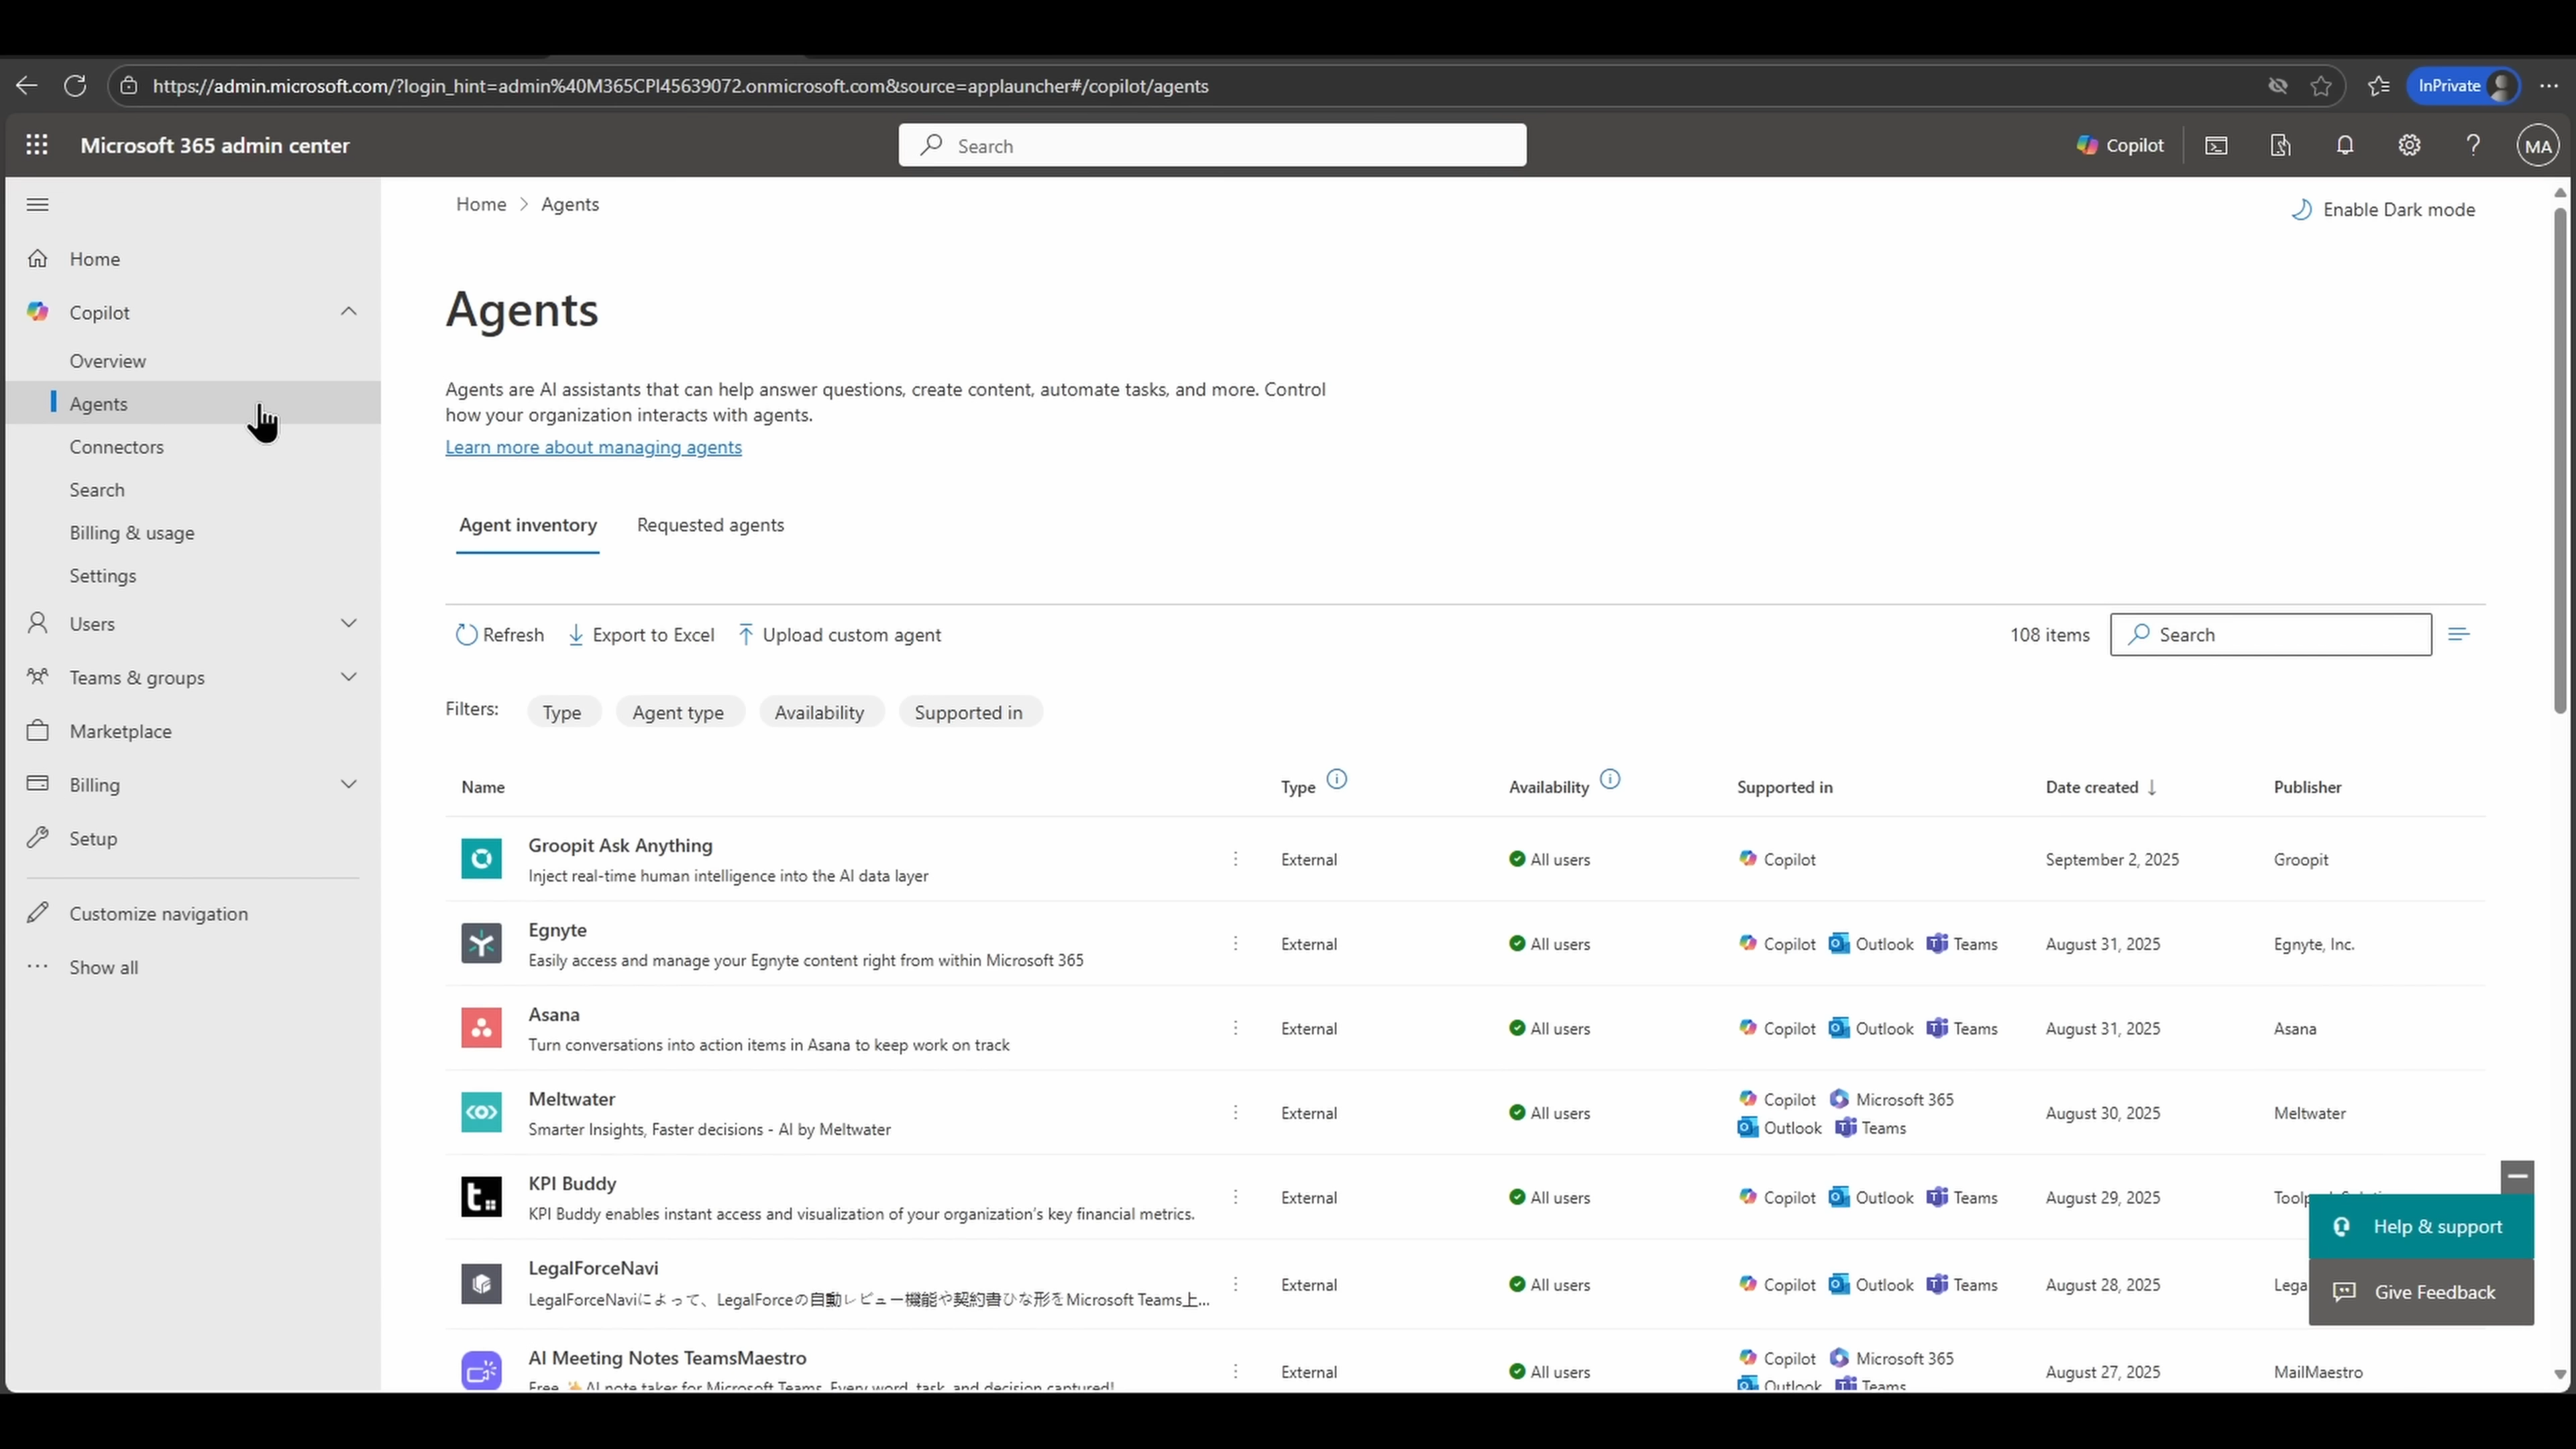 https://admin.microsoft.com/?login_hint=admin%40M365CPI45639072.onmicrosoft.com&source=applauncher#/copilot/agents
InPrivate
Microsoft 365 admin center
Search
Copilot
MA
Home
Copilot
Overview
Agents
Connectors
Search
Billing & usage
Settings
Users
Teams & groups
Marketplace
Billing
Setup
Customize navigation
Show all
Home > Agents
Enable Dark mode
Agents
Agents are AI assistants that can help answer questions, create content, automate tasks, and more. Control
how your organization interacts with agents.
Learn more about managing agents
Agent inventory Requested agents
Refresh Export to Excel Upload custom agent 108 items Search
Filters: Type Agent type Availability Supported in
Name Type Availability Supported in Date created ↓ Publisher
Groopit Ask Anything
Inject real-time human intelligence into the AI data layer
External All users Copilot September 2, 2025 Groopit
Egnyte
Easily access and manage your Egnyte content right from within Microsoft 365
External All users Copilot Outlook Teams August 31, 2025 Egnyte, Inc.
Asana
Turn conversations into action items in Asana to keep work on track
External All users Copilot Outlook Teams August 31, 2025 Asana
Meltwater
Smarter Insights, Faster decisions - AI by Meltwater
External All users Copilot Microsoft 365
Outlook Teams
August 30, 2025 Meltwater
KPI Buddy
KPI Buddy enables instant access and visualization of your organization's key financial metrics.
External All users Copilot Outlook Teams August 29, 2025
LegalForceNavi
LegalForceNaviによって、LegalForceの自動レビュー機能や契約書ひな形をMicrosoft Teams上...
External All users Copilot Outlook Teams August 28, 2025
AI Meeting Notes TeamsMaestro
Free AI note taker for Microsoft Teams. Every word, task, and decision captured!
External All users Copilot Microsoft 365
Outlook Teams
August 27, 2025 MailMaestro
Help & support
Give Feedback